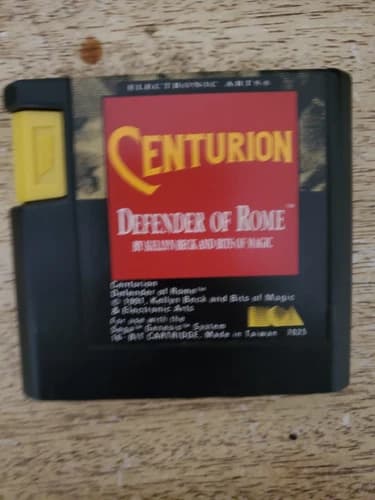 ELECTRONIC ARTS®
CENTURION
DEFENDER OF ROME™
BY KELLYN BECK AND BITS OF MAGIC
Centurion
Defender of Rome™
© 1991, Kellyn Beck and Bits of Magic
& Electronic Arts
For use with the
Sega™ Genesis™ System
16-BIT CARTRIDGE, Made in Taiwan 7025
EA